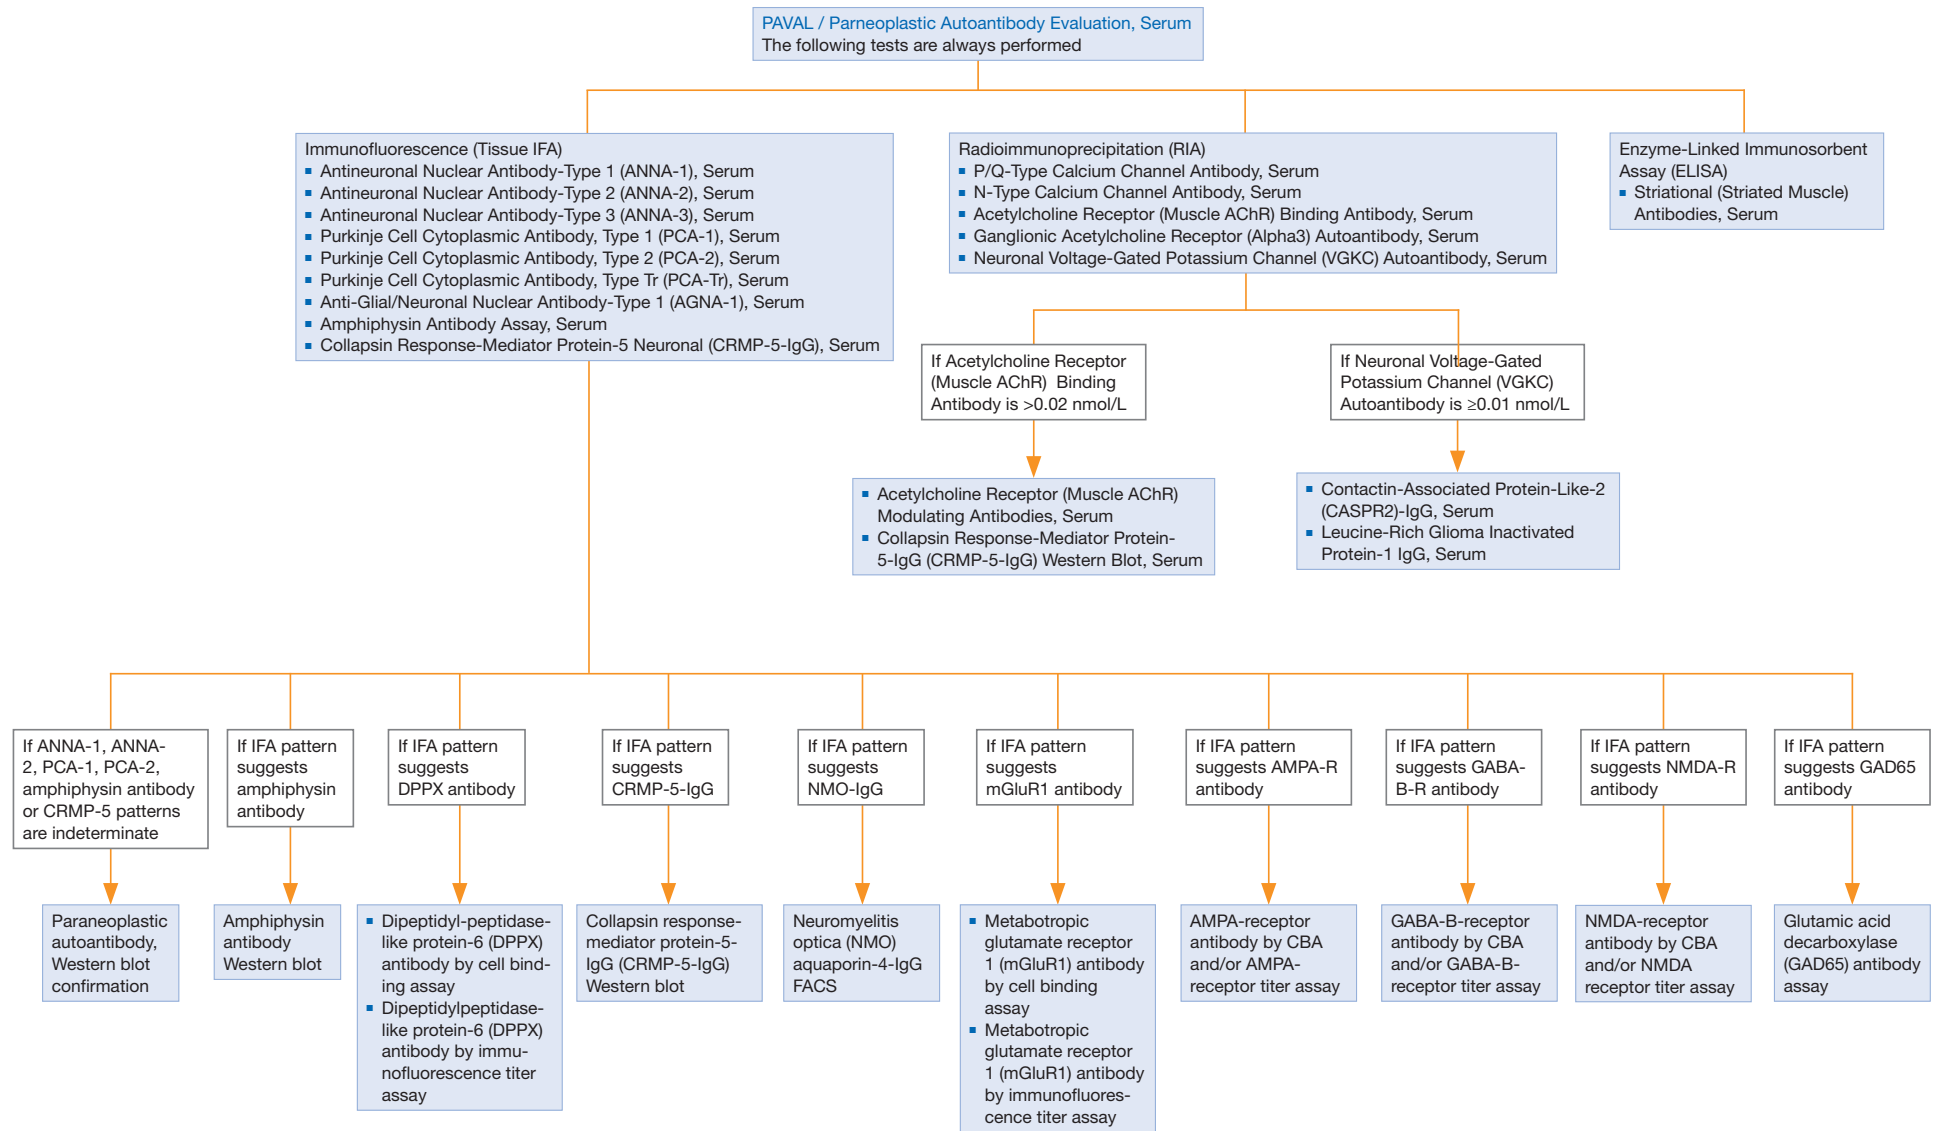 PAVAL / Parneoplastic Autoantibody Evaluation, Serum
The following tests are always performed
Immunofluorescence (Tissue IFA)
▪ Antineuronal Nuclear Antibody-Type 1 (ANNA-1), Serum
▪ Antineuronal Nuclear Antibody-Type 2 (ANNA-2), Serum
▪ Antineuronal Nuclear Antibody-Type 3 (ANNA-3), Serum
▪ Purkinje Cell Cytoplasmic Antibody, Type 1 (PCA-1), Serum
▪ Purkinje Cell Cytoplasmic Antibody, Type 2 (PCA-2), Serum
▪ Purkinje Cell Cytoplasmic Antibody, Type Tr (PCA-Tr), Serum
▪ Anti-Glial/Neuronal Nuclear Antibody-Type 1 (AGNA-1), Serum
▪ Amphiphysin Antibody Assay, Serum
▪ Collapsin Response-Mediator Protein-5 Neuronal (CRMP-5-IgG), Serum
Radioimmunoprecipitation (RIA)
▪ P/Q-Type Calcium Channel Antibody, Serum
▪ N-Type Calcium Channel Antibody, Serum
▪ Acetylcholine Receptor (Muscle AChR) Binding Antibody, Serum
▪ Ganglionic Acetylcholine Receptor (Alpha3) Autoantibody, Serum
▪ Neuronal Voltage-Gated Potassium Channel (VGKC) Autoantibody, Serum
Enzyme-Linked Immunosorbent
Assay (ELISA)
▪ Striational (Striated Muscle)
Antibodies, Serum
If Acetylcholine Receptor
(Muscle AChR) Binding
Antibody is >0.02 nmol/L
If Neuronal Voltage-Gated
Potassium Channel (VGKC)
Autoantibody is ≥0.01 nmol/L
▪ Acetylcholine Receptor (Muscle AChR)
Modulating Antibodies, Serum
▪ Collapsin Response-Mediator Protein-
5-IgG (CRMP-5-IgG) Western Blot, Serum
▪ Contactin-Associated Protein-Like-2
(CASPR2)-IgG, Serum
▪ Leucine-Rich Glioma Inactivated
Protein-1 IgG, Serum
If ANNA-1, ANNA-
2, PCA-1, PCA-2,
amphiphysin antibody
or CRMP-5 patterns
are indeterminate
If IFA pattern
suggests
amphiphysin
antibody
If IFA pattern
suggests
DPPX antibody
If IFA pattern
suggests
CRMP-5-IgG
If IFA pattern
suggests
NMO-IgG
If IFA pattern
suggests
mGluR1 antibody
If IFA pattern
suggests AMPA-R
antibody
If IFA pattern
suggests GABA-
B-R antibody
If IFA pattern
suggests NMDA-R
antibody
If IFA pattern
suggests GAD65
antibody
Paraneoplastic
autoantibody,
Western blot
confirmation
Amphiphysin
antibody
Western blot
▪ Dipeptidyl-peptidase-
like protein-6 (DPPX)
antibody by cell bind-
ing assay
▪ Dipeptidylpeptidase-
like protein-6 (DPPX)
antibody by immu-
nofluorescence titer
assay
Collapsin response-
mediator protein-5-
IgG (CRMP-5-IgG)
Western blot
Neuromyelitis
optica (NMO)
aquaporin-4-IgG
FACS
▪ Metabotropic
glutamate receptor
1 (mGluR1) antibody
by cell binding
assay
▪ Metabotropic
glutamate receptor
1 (mGluR1) antibody
by immunofluores-
cence titer assay
AMPA-receptor
antibody by CBA
and/or AMPA-
receptor titer assay
GABA-B-receptor
antibody by CBA
and/or GABA-B-
receptor titer assay
NMDA-receptor
antibody by CBA
and/or NMDA
receptor titer assay
Glutamic acid
decarboxylase
(GAD65) antibody
assay